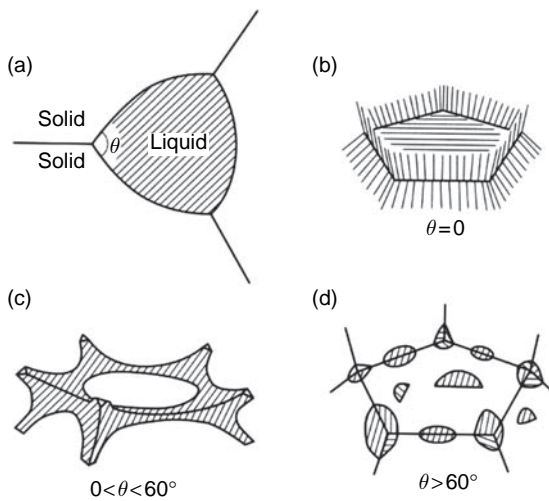 (a)
Solid
Solid
θ
Liquid
(b)
θ=0
(c)
0<θ<60°
(d)
θ>60°